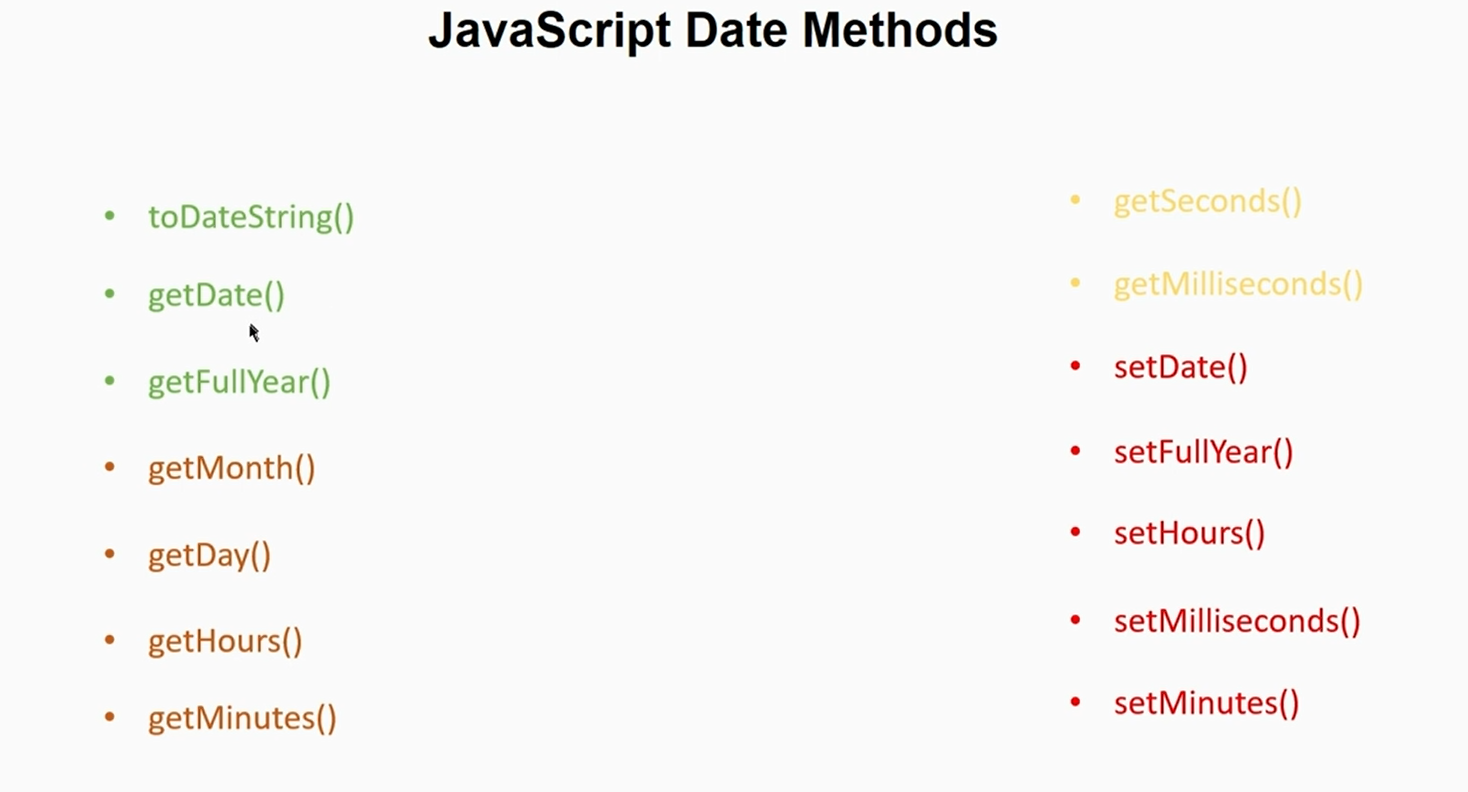 JavaScript Date Methods
• toDateString()
• getDate()
• getFullYear()
• getMonth()
• getDay()
• getHours()
• getMinutes()
• getSeconds()
• getMilliseconds()
• setDate()
• setFullYear()
• setHours()
• setMilliseconds()
• setMinutes()